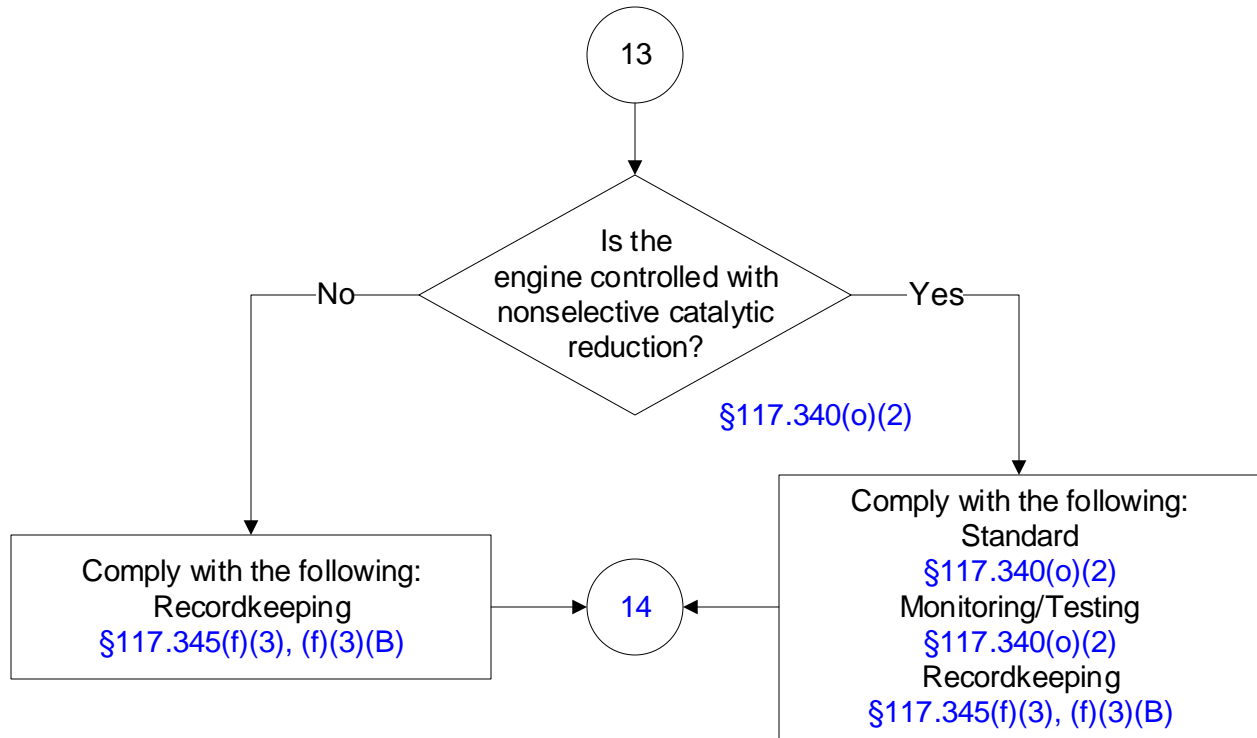 13
Is the
engine controlled with
nonselective catalytic
reduction?
No
Yes
§117.340(o)(2)
Comply with the following:
Recordkeeping
§117.345(f)(3), (f)(3)(B)
14
Comply with the following:
Standard
§117.340(o)(2)
Monitoring/Testing
§117.340(o)(2)
Recordkeeping
§117.345(f)(3), (f)(3)(B)